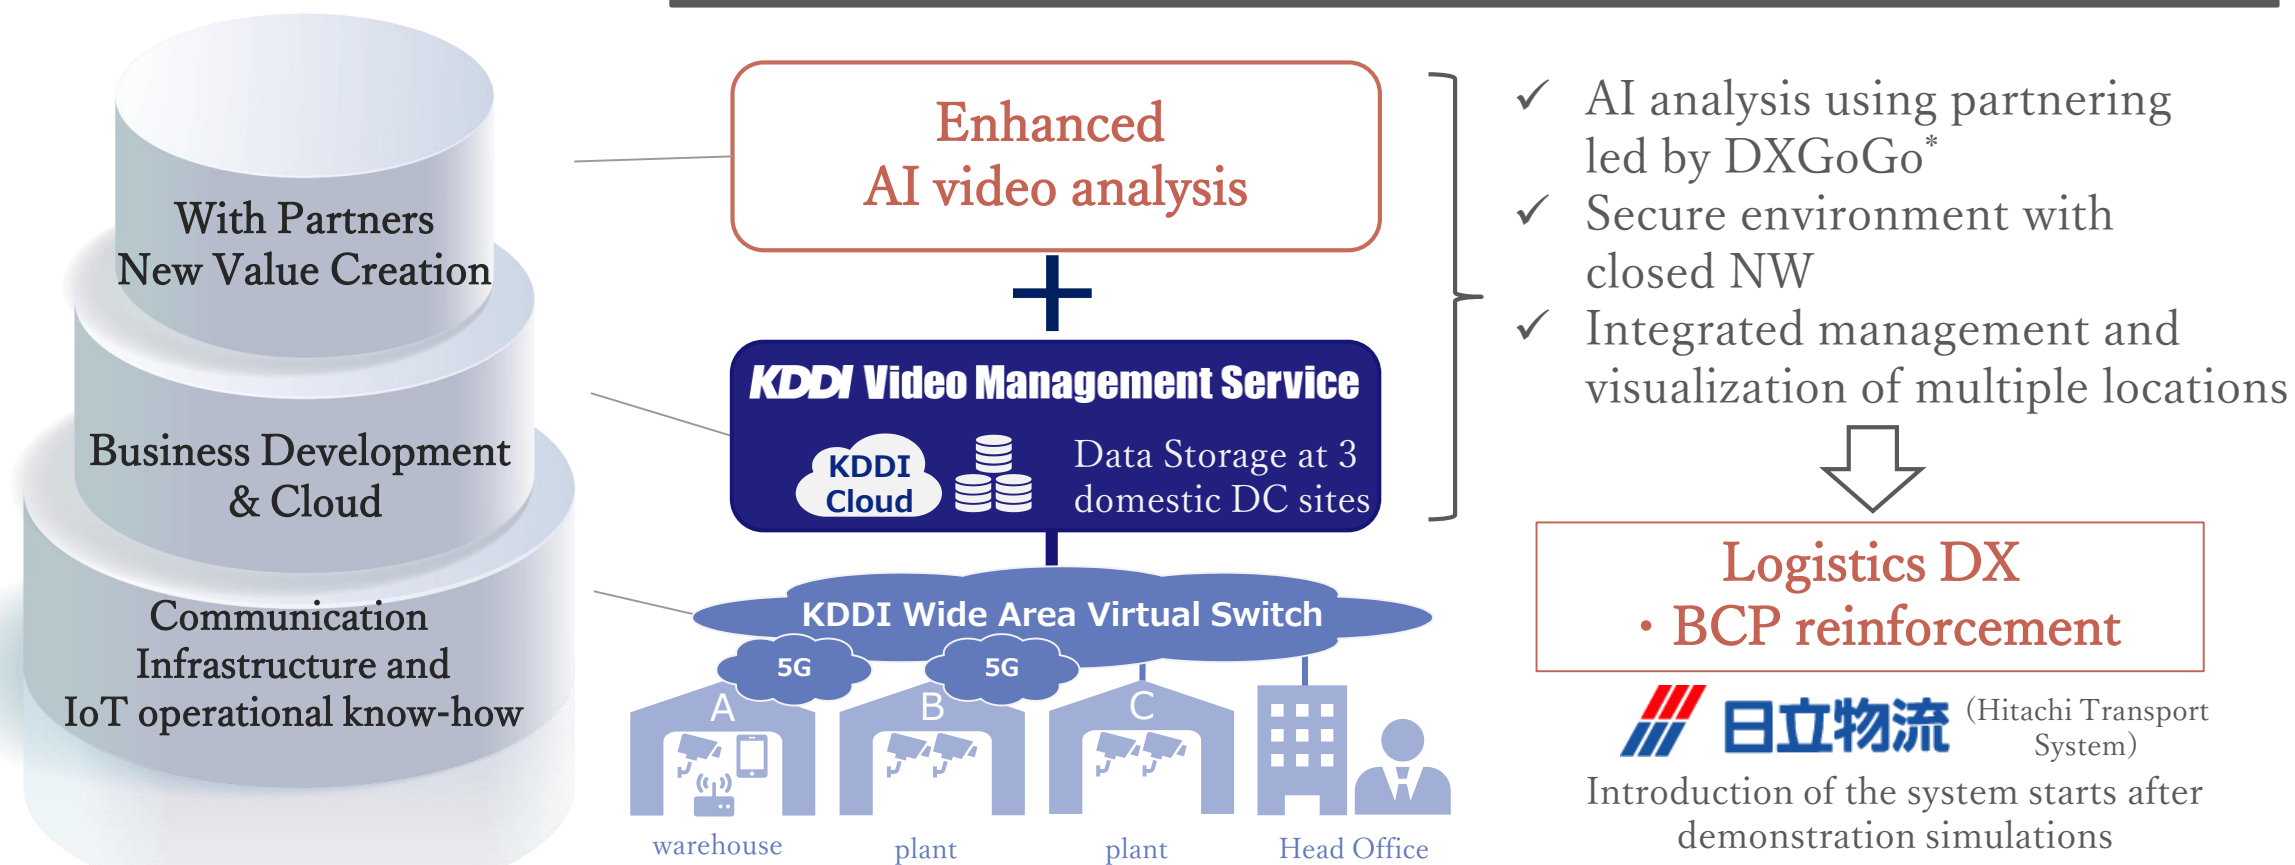 With Partners
New Value Creation
Business Development
& Cloud
Communication
Infrastructure and
IoT operational know-how
Enhanced
AI video analysis
KDDI Video Management Service
KDDI
Cloud
Data Storage at 3
domestic DC sites
KDDI Wide Area Virtual Switch
5G
5G
A
B
C
warehouse
plant
plant
Head Office
✓ AI analysis using partnering
led by DXGoGo*
✓ Secure environment with
closed NW
✓ Integrated management and
visualization of multiple locations
Logistics DX
・BCP reinforcement
日立物流
(Hitachi Transport
System)
Introduction of the system starts after
demonstration simulations